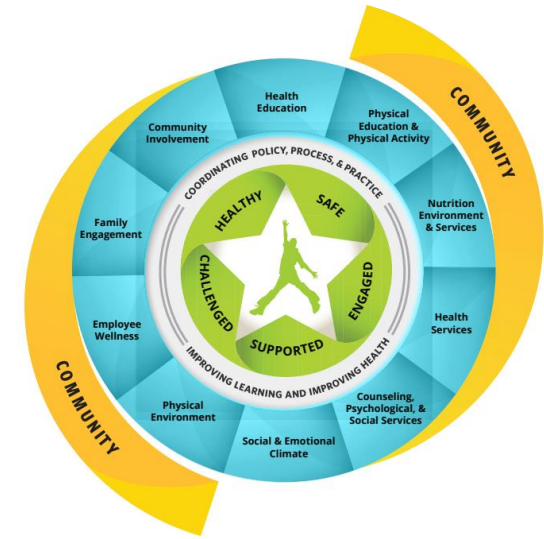 Health
Education
Physical
Education &
Physical Activity
Nutrition
Environment
& Services
Health
Services
Counseling,
Psychological, &
Social Services
Social & Emotional
Climate
Physical
Environment
Employee
Wellness
Family
Engagement
Community
Involvement
COMMUNITY
COMMUNITY
COORDINATING POLICY, PROCESS, & PRACTICE
IMPROVING LEARNING AND IMPROVING HEALTH
HEALTHY
SAFE
ENGAGED
SUPPORTED
CHALLENGED